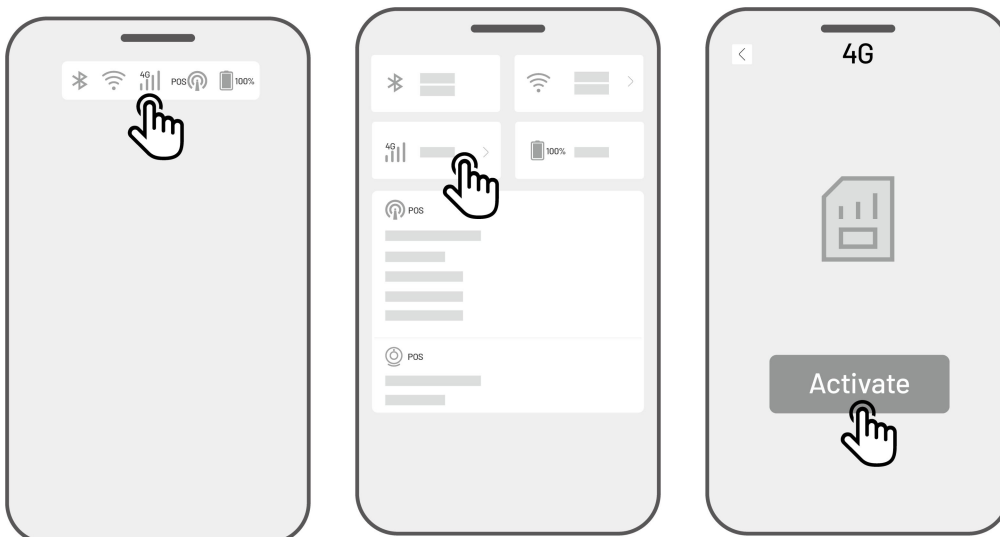 4G POS 100%
4G 100%
POS
POS
4G
Activate